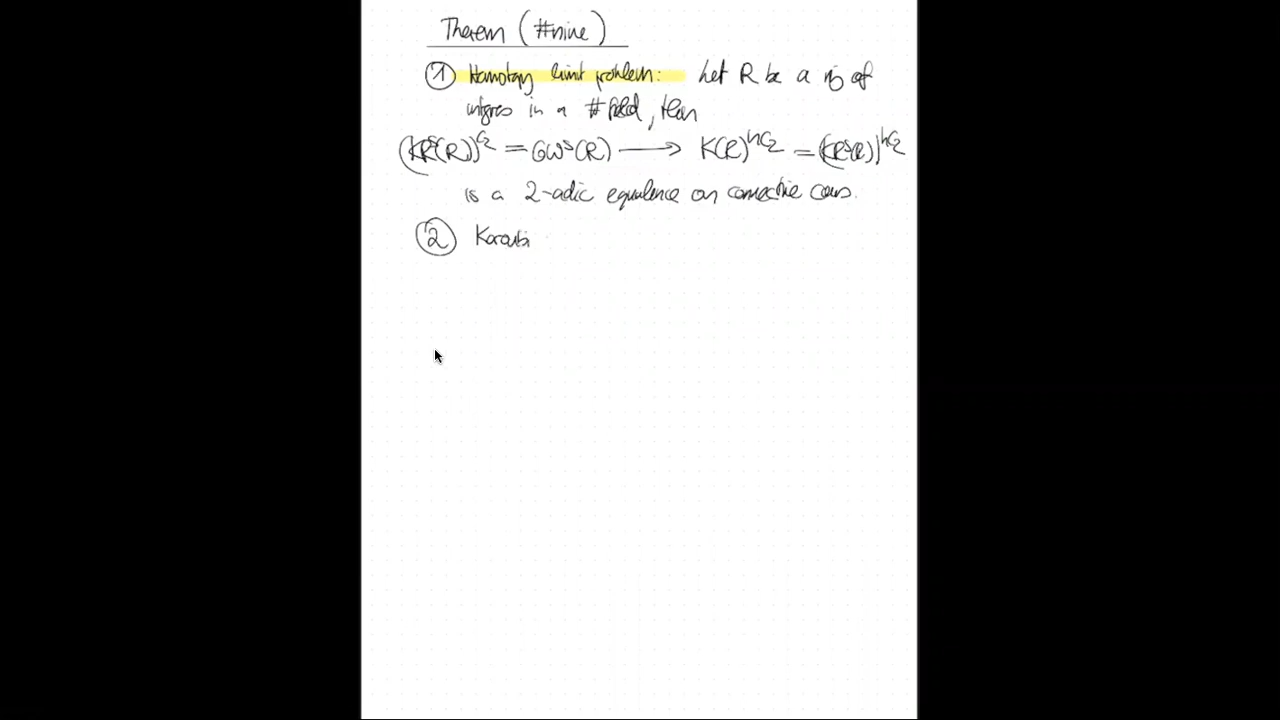 Theorem (#nine)
① Homotopy limit problem: Let R be a ring of
integers in a #field, then
(KR^s(R))^{C_2} = GW^s(R) ⟶ K(R)^{hC_2} = (KR^s(R))^{hC_2}
is a 2-adic equivalence on connective covers.
② Karoubi